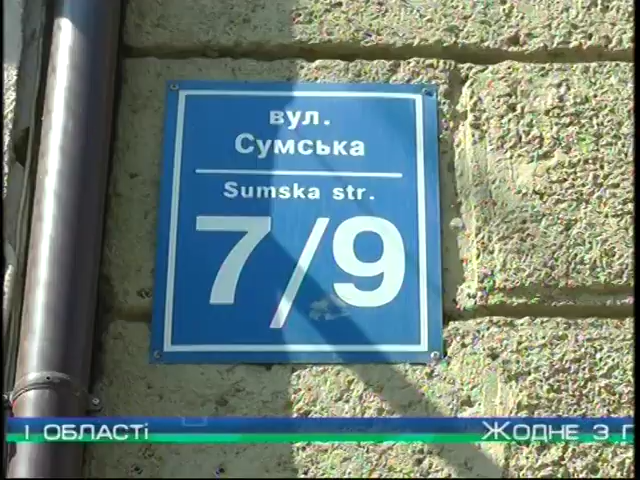 вул.
Сумська
Sumska str.
7/9
І ОБЛАСТІ
ЖОДНЕ З